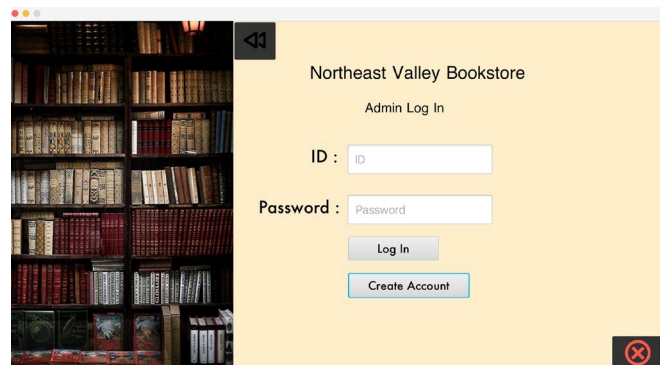 Northeast Valley Bookstore
Admin Log In
ID : ID
Password : Password
Log In
Create Account